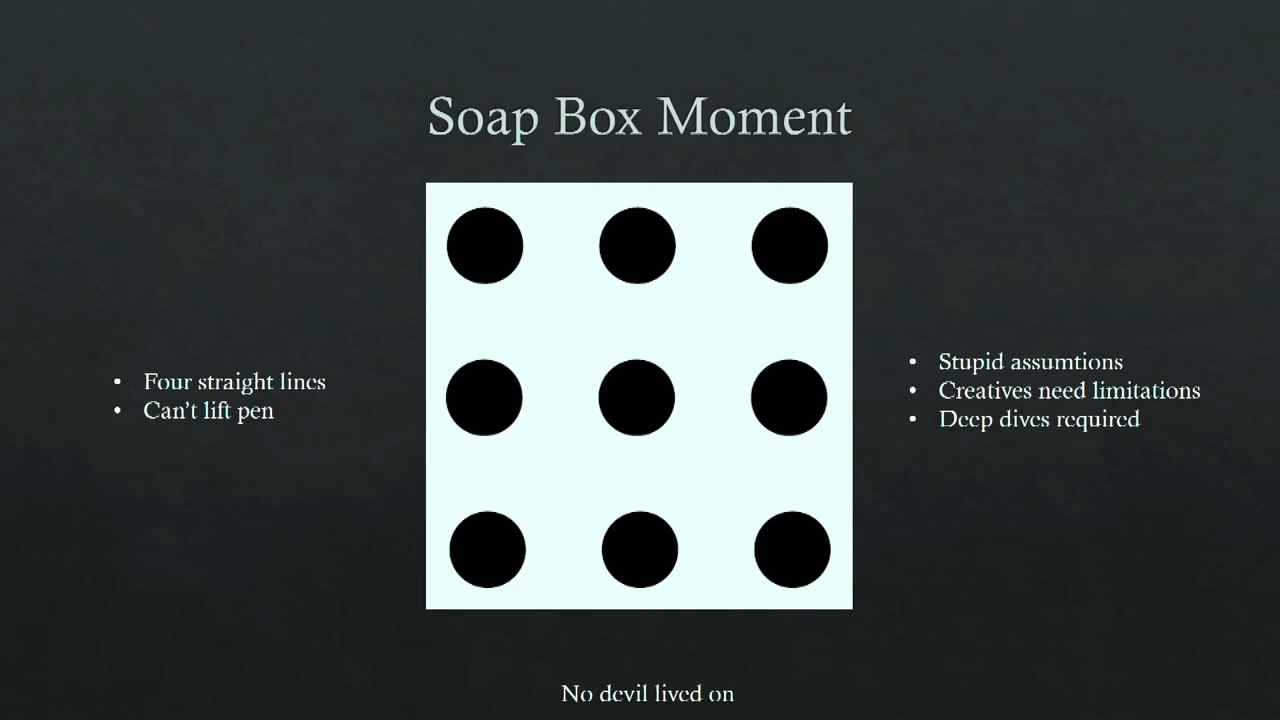 Soap Box Moment
• Four straight lines
• Can't lift pen
• Stupid assumtions
• Creatives need limitations
• Deep dives required
No devil lived on